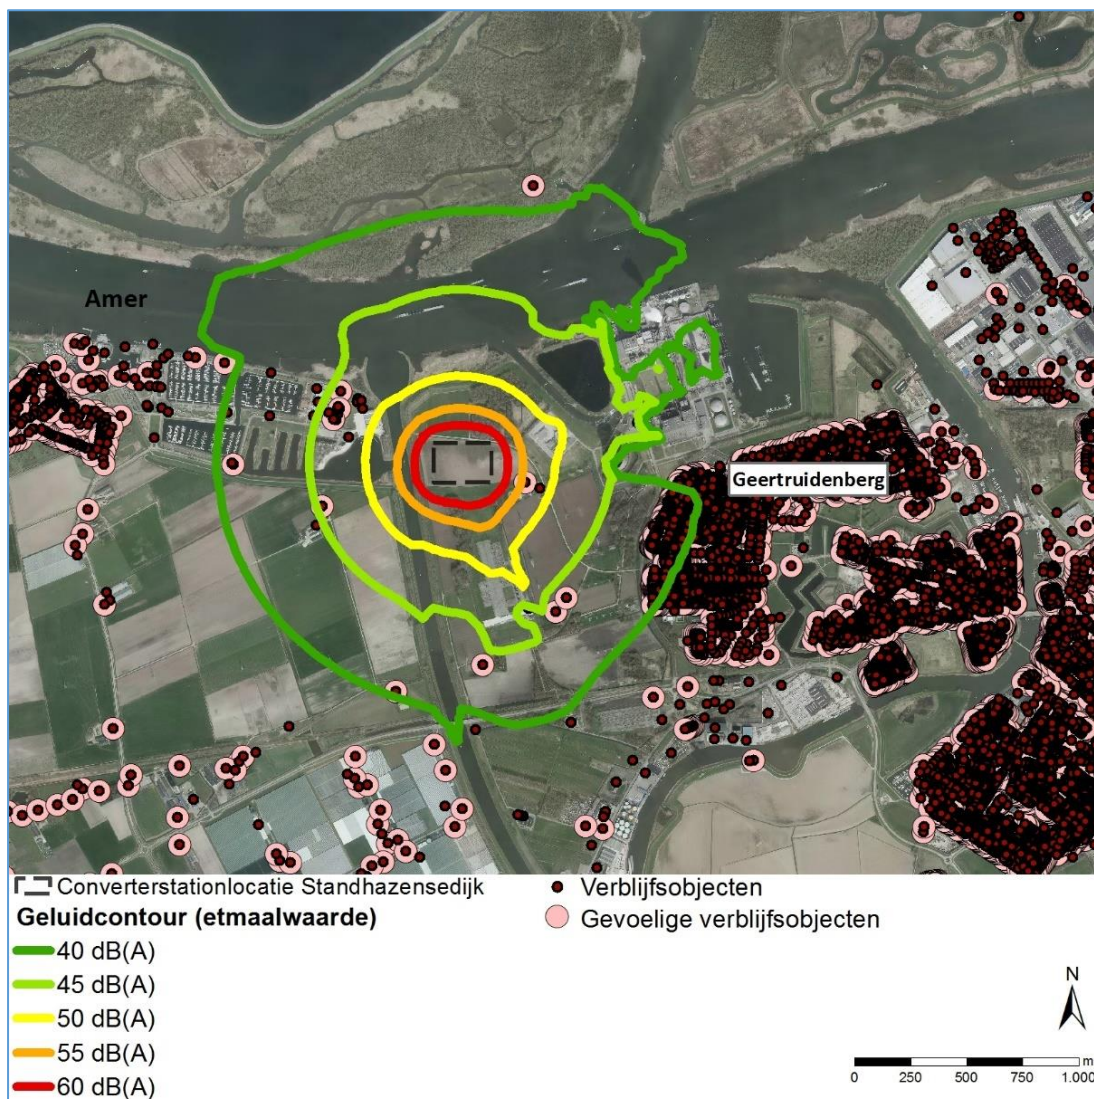 Amer
Geertruidenberg
Converterstationlocatie Standhazensedijk
Geluidcontour (etmaalwaarde)
40 dB(A)
45 dB(A)
50 dB(A)
55 dB(A)
60 dB(A)
Verblijfsobjecten
Gevoelige verblijfsobjecten
N
m
0 250 500 750 1.000